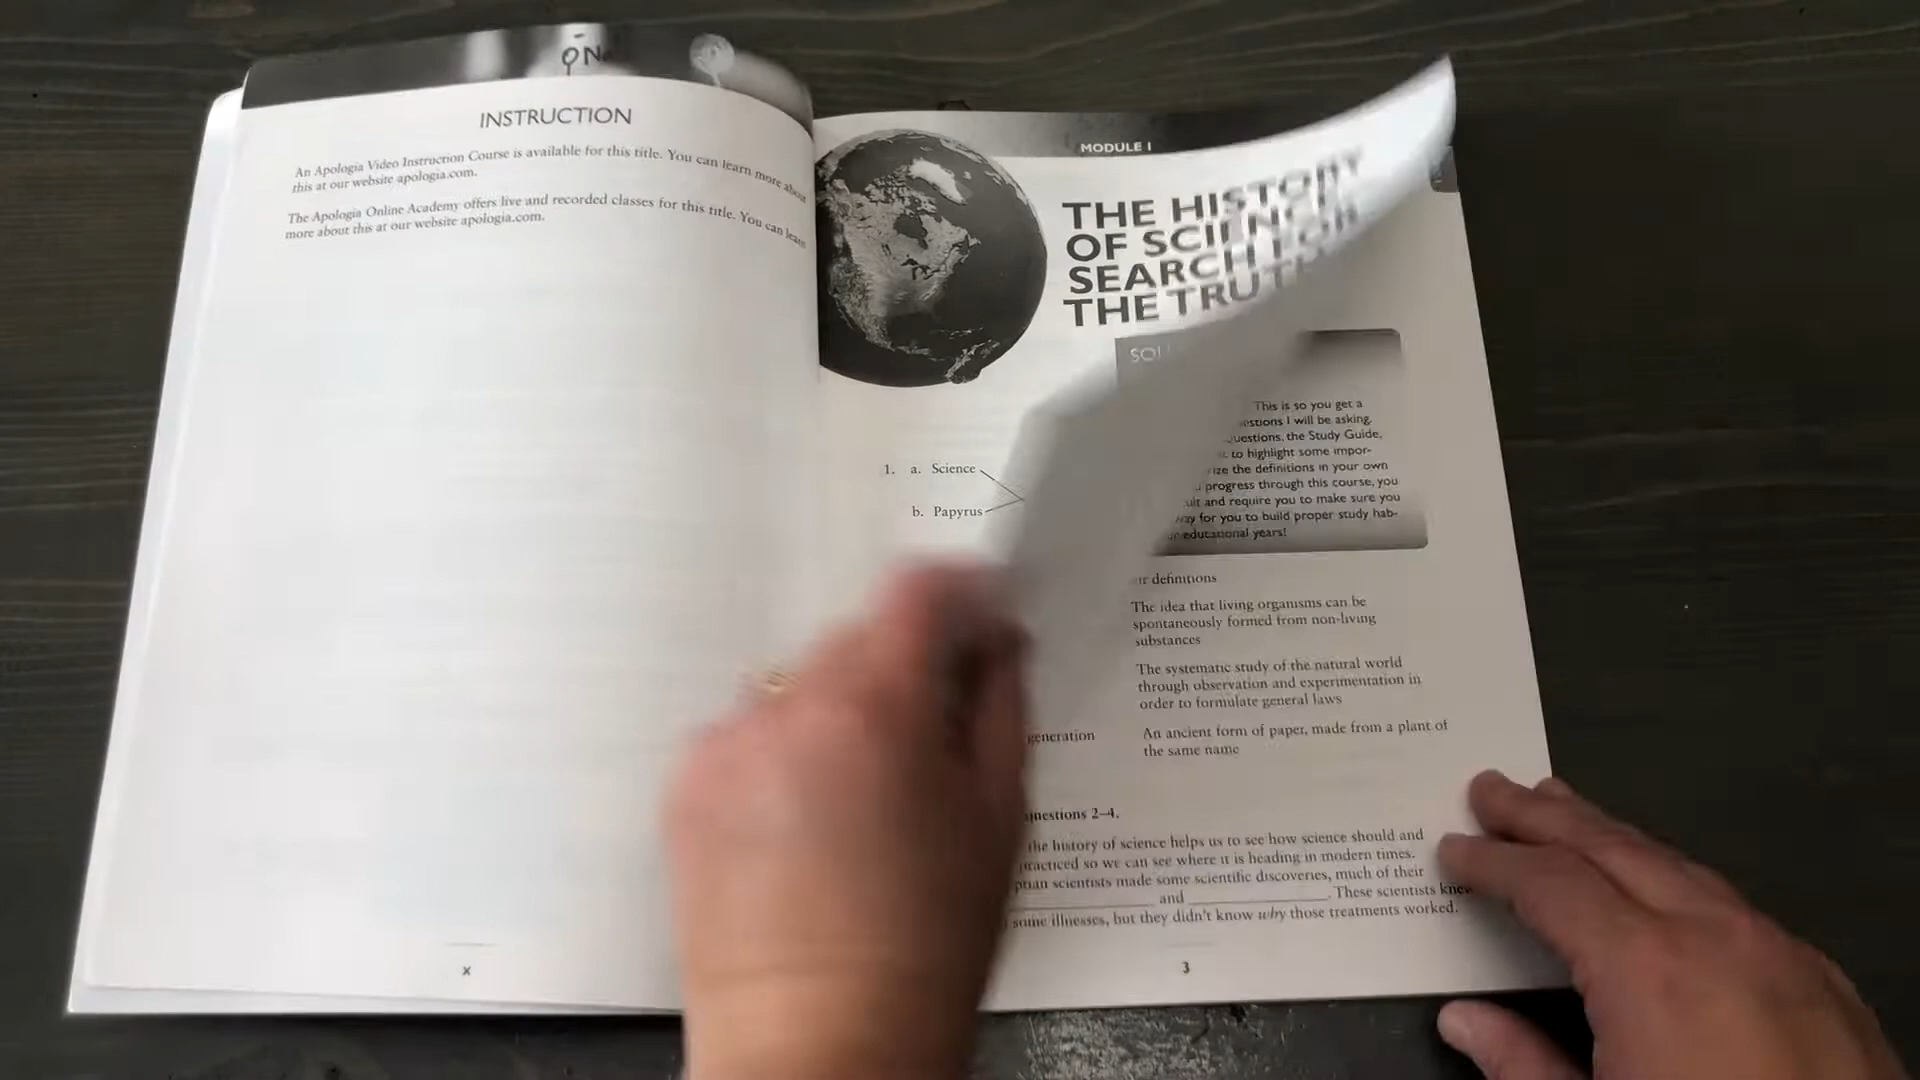 INSTRUCTION
An Apologia Video Instruction Course is available for this title. You can learn more about
this at our website apologia.com.
The Apologia Online Academy offers live and recorded classes for this title. You can learn
more about this at our website apologia.com.
x
MODULE 1
THE HISTORY
OF SCIENCE
SEARCH FOR
THE TRUTH
This is so you get a
I will be asking.
the Study Guide,
to highlight some impor-
the definitions in your own
progress through this course, you
and require you to make sure you
for you to build proper study hab-
educational years!
1. a. Science
b. Papyrus
definitions
The idea that living organisms can be
spontaneously formed from non-living
substances
The systematic study of the natural world
through observation and experimentation in
order to formulate general laws
generation
An ancient form of paper, made from a plant of
the same name
questions 2–4.
the history of science helps us to see how science should and
practiced so we can see where it is heading in modern times.
scientists made some scientific discoveries, much of their
and . These scientists knew
some illnesses, but they didn't know why those treatments worked.
3